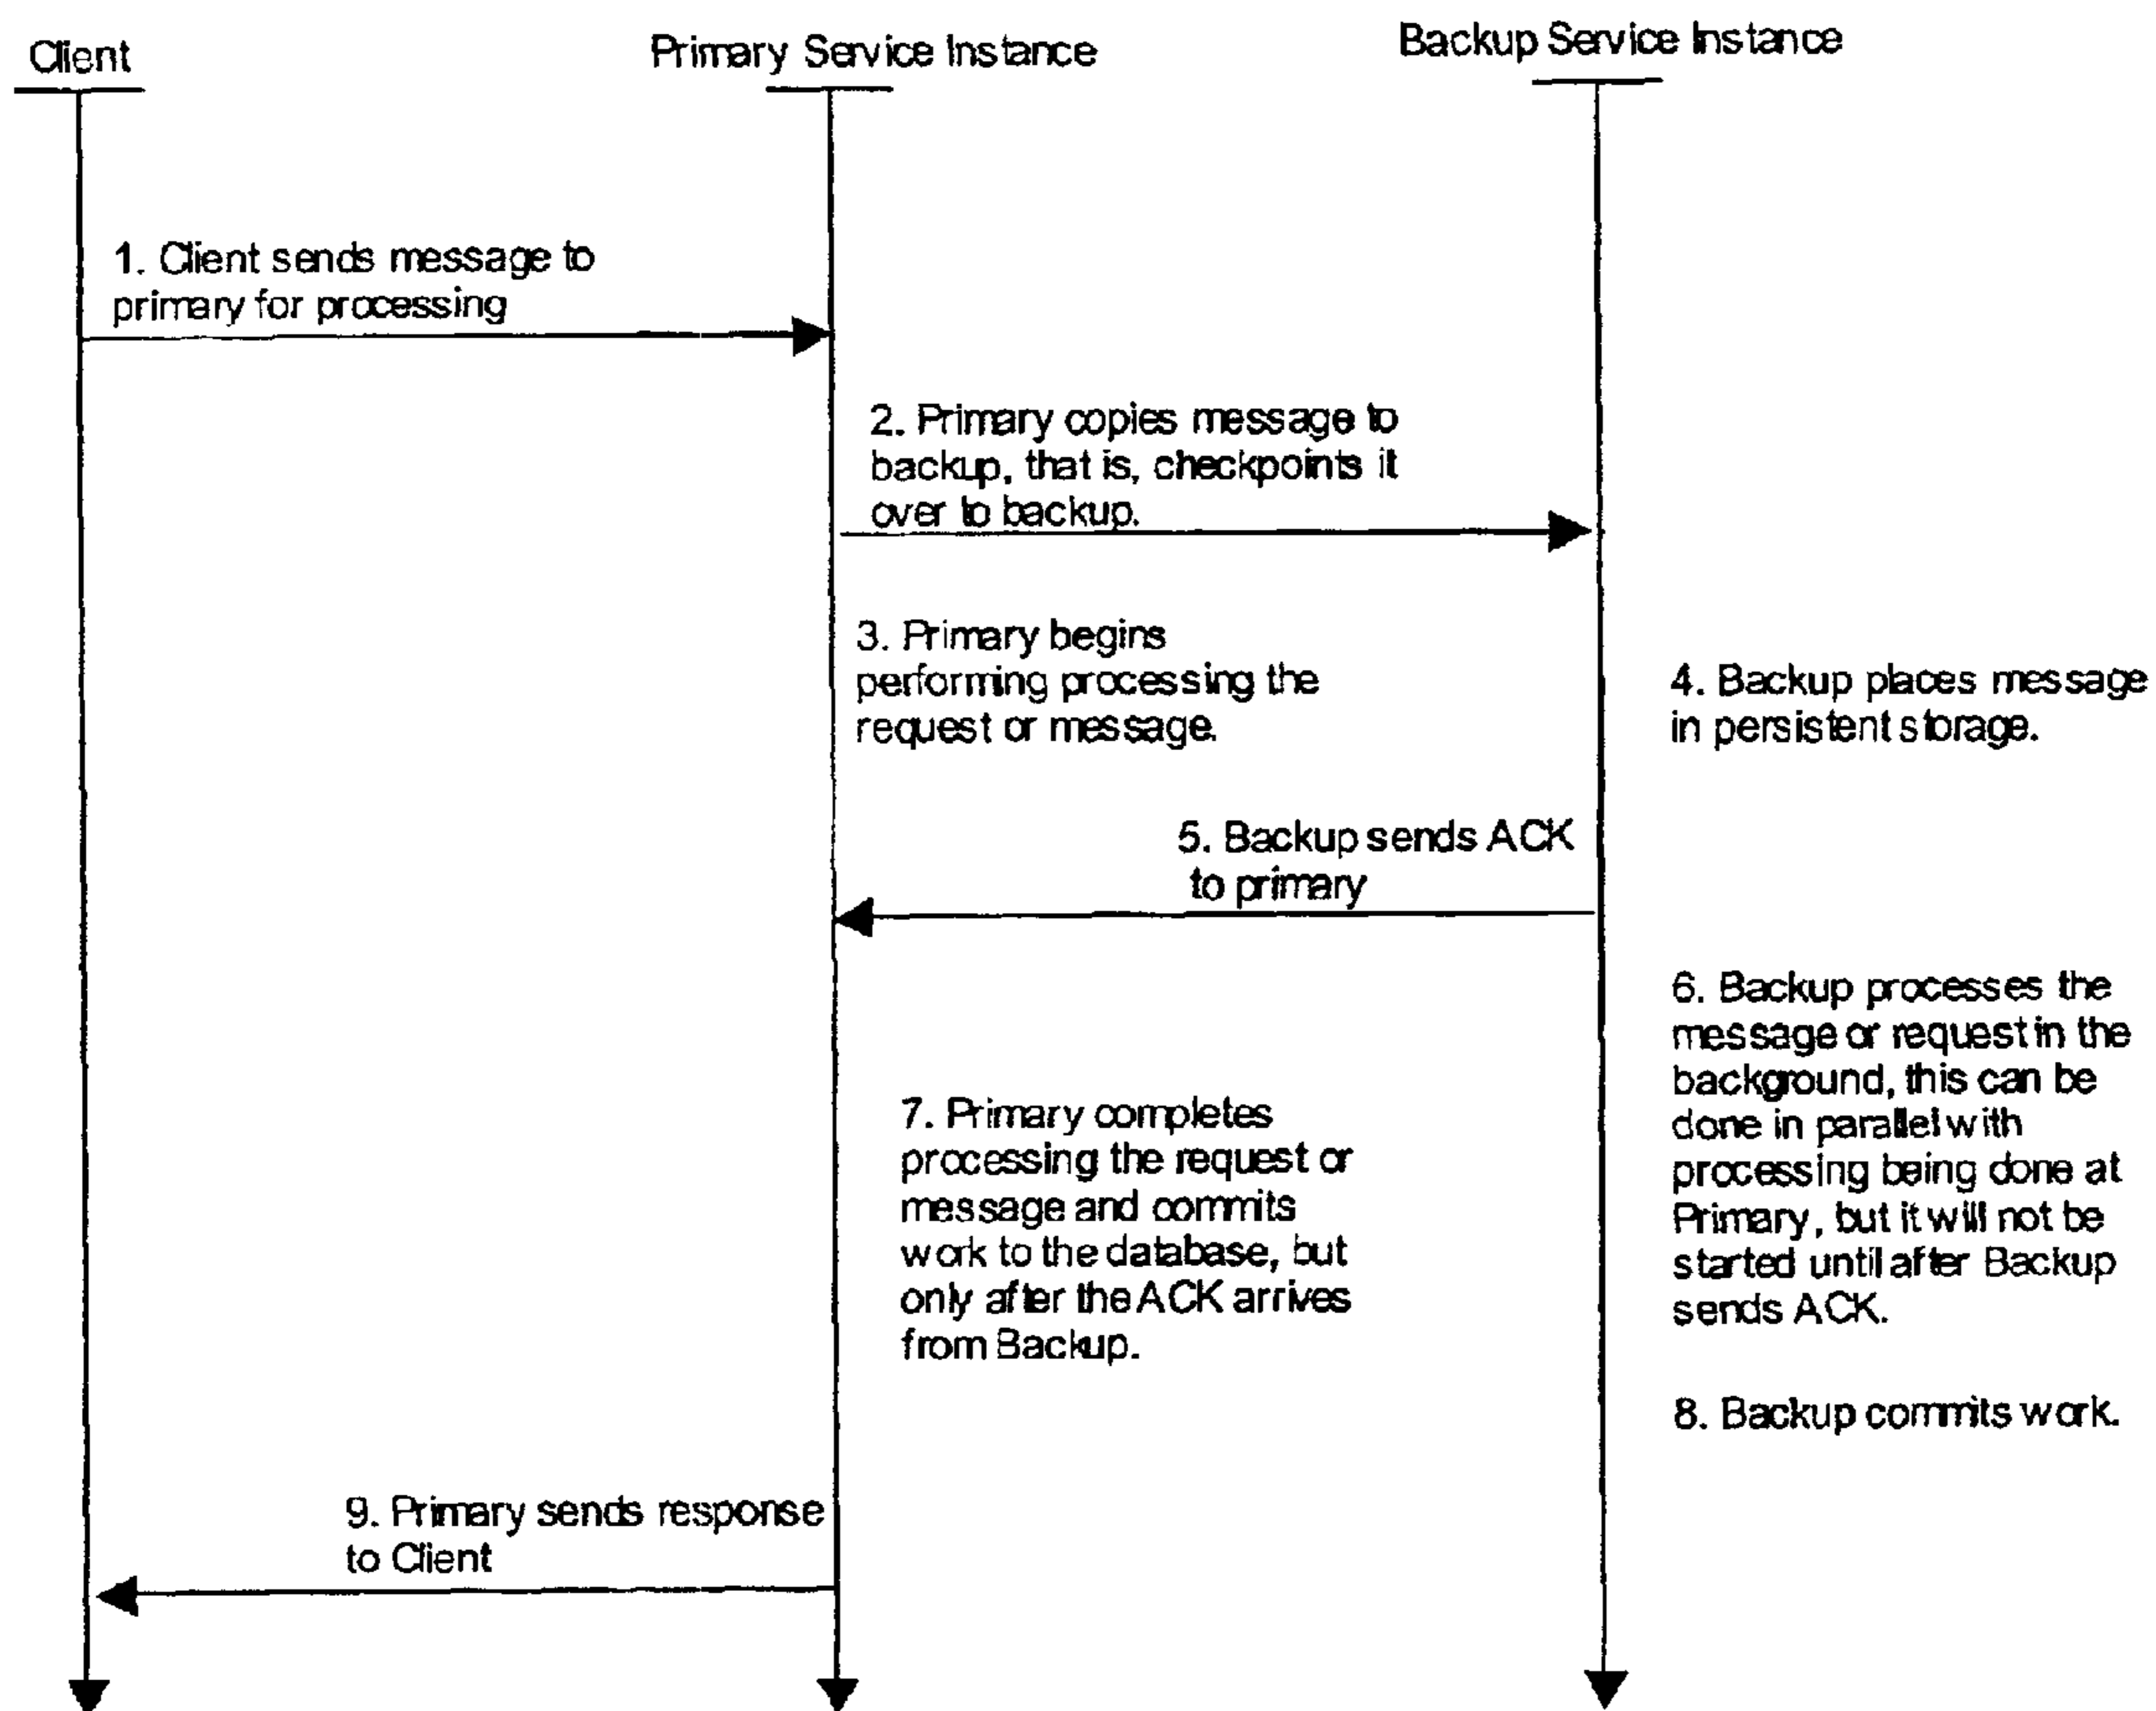 Client
Primary Service Instance
Backup Service Instance
1. Client sends message to
primary for processing
2. Primary copies message to
backup, that is, checkpoints it
over to backup.
3. Primary begins
performing processing the
request or message.
4. Backup places message
in persistent storage.
5. Backup sends ACK
to primary
6. Backup processes the
message or request in the
background, this can be
done in parallel with
processing being done at
Primary, but it will not be
started until after Backup
sends ACK.
7. Primary completes
processing the request or
message and commits
work to the database, but
only after the ACK arrives
from Backup.
8. Backup commits work.
9. Primary sends response
to Client